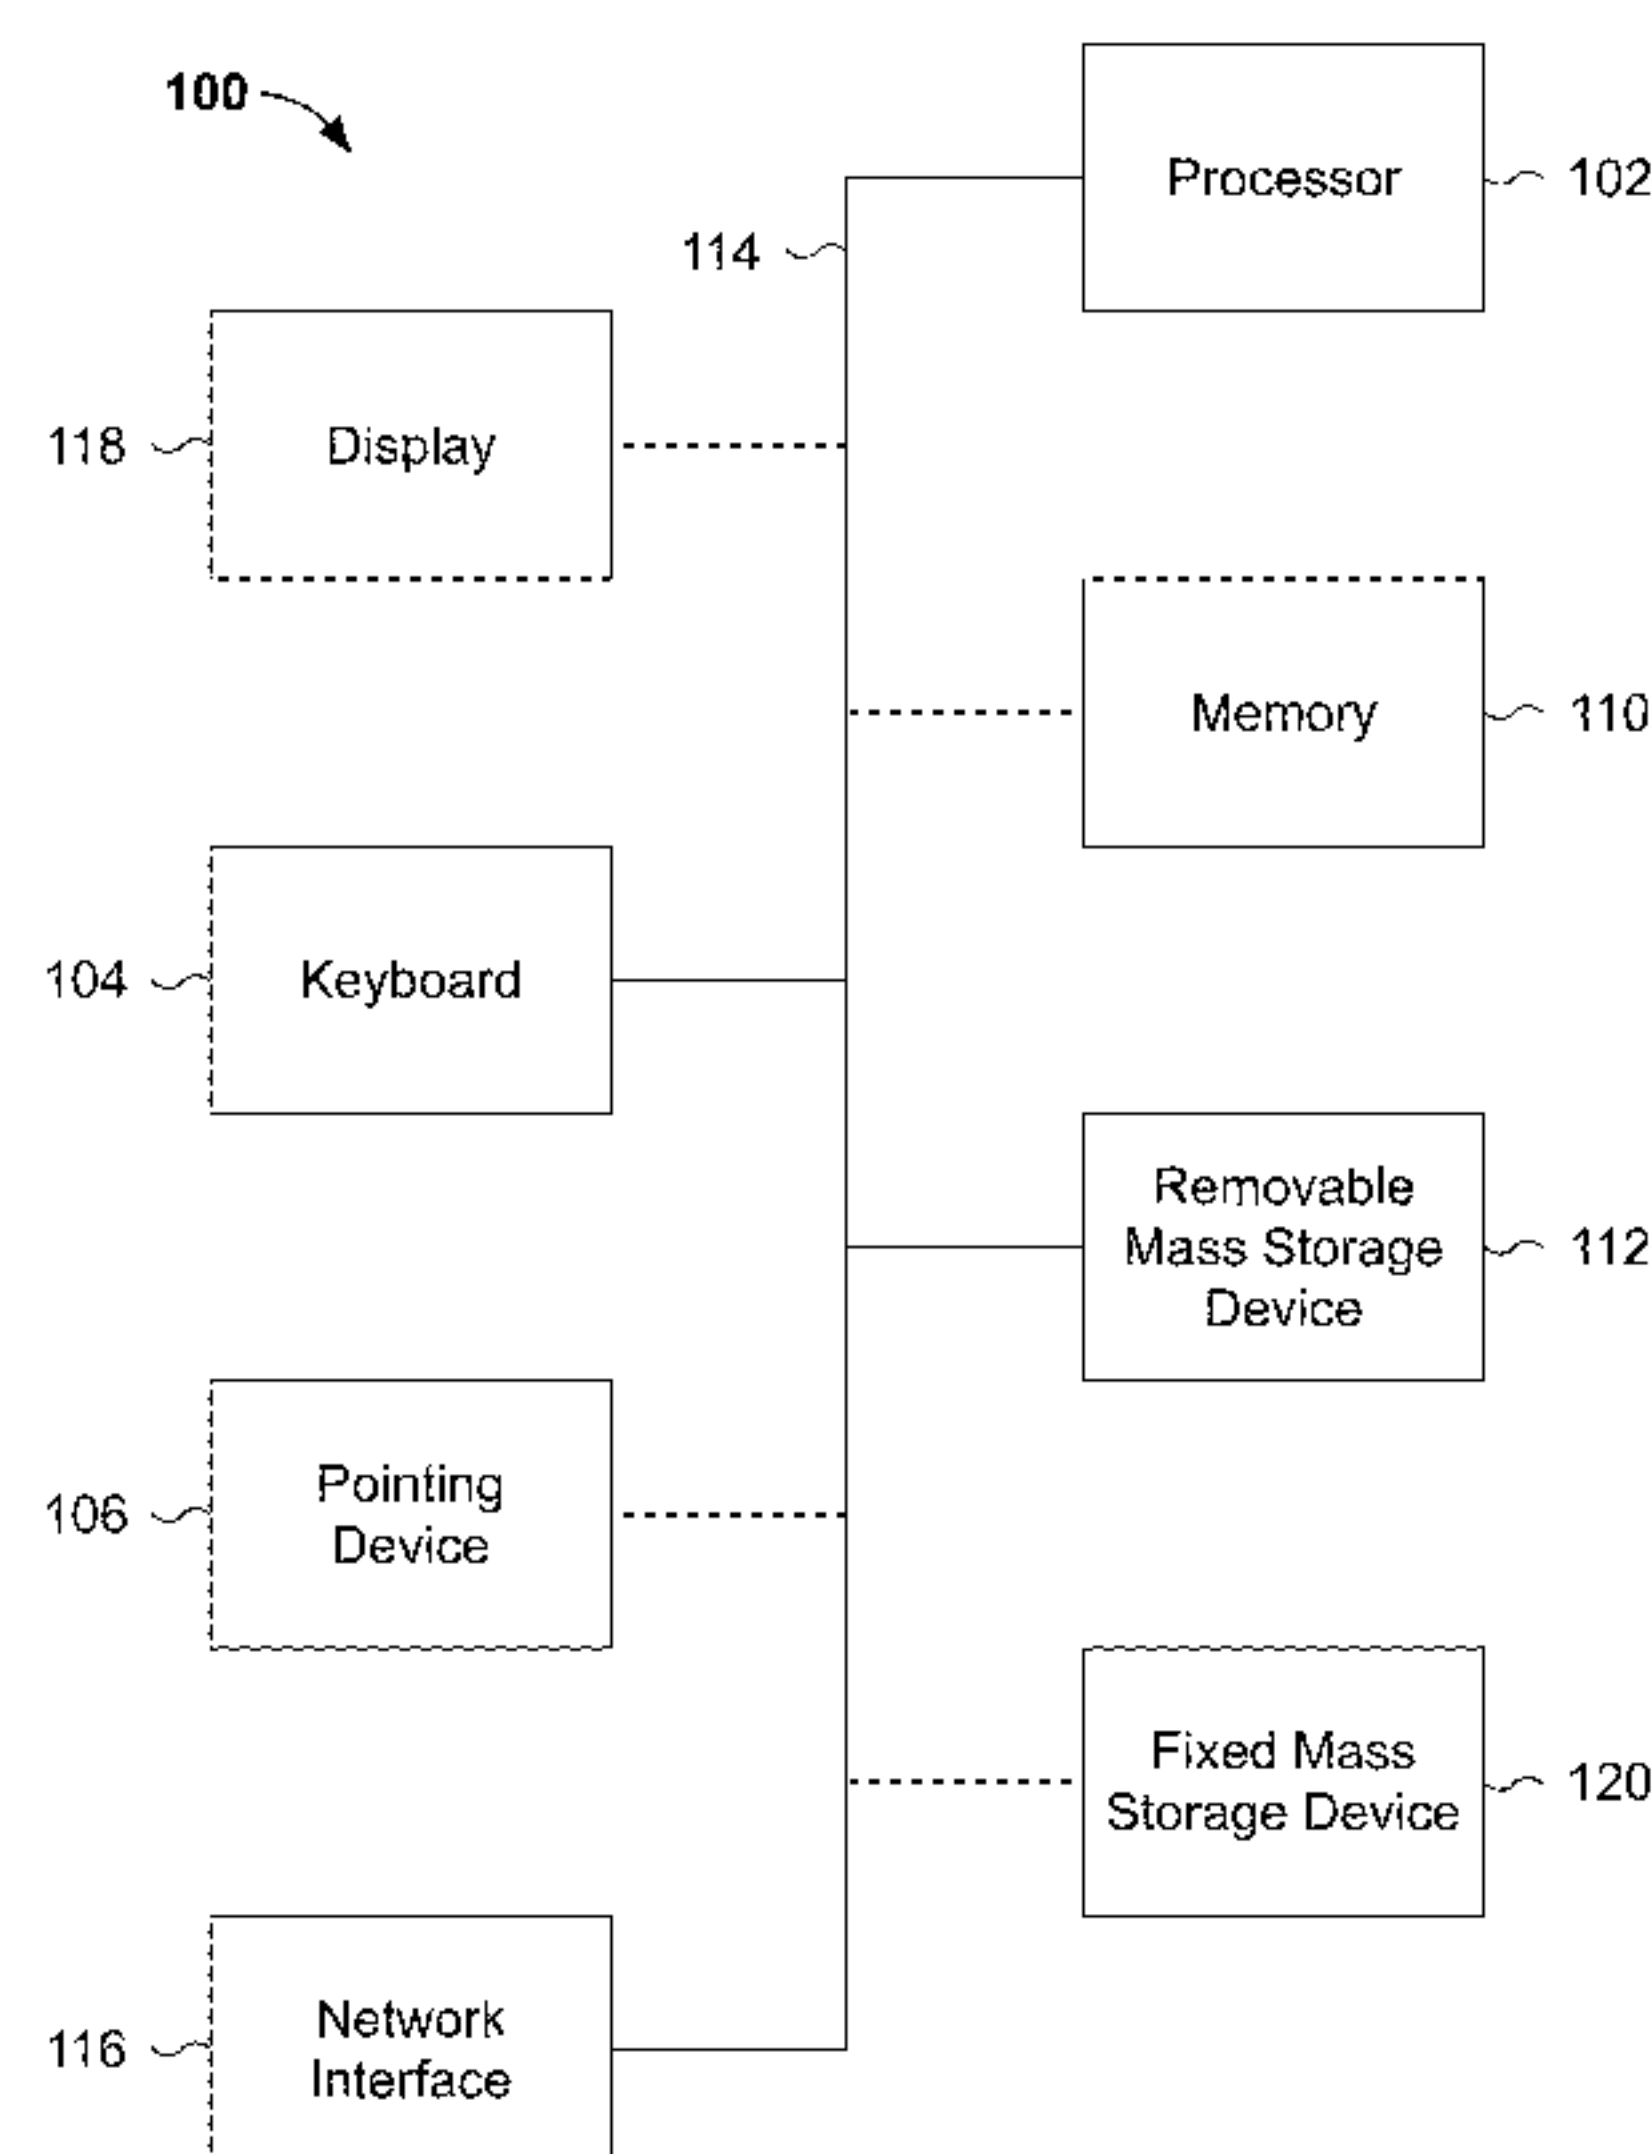 100
Processor
102
114
118
Display
Memory
110
104
Keyboard
Removable
Mass Storage
Device
112
106
Pointing
Device
Fixed Mass
Storage Device
120
116
Network
Interface